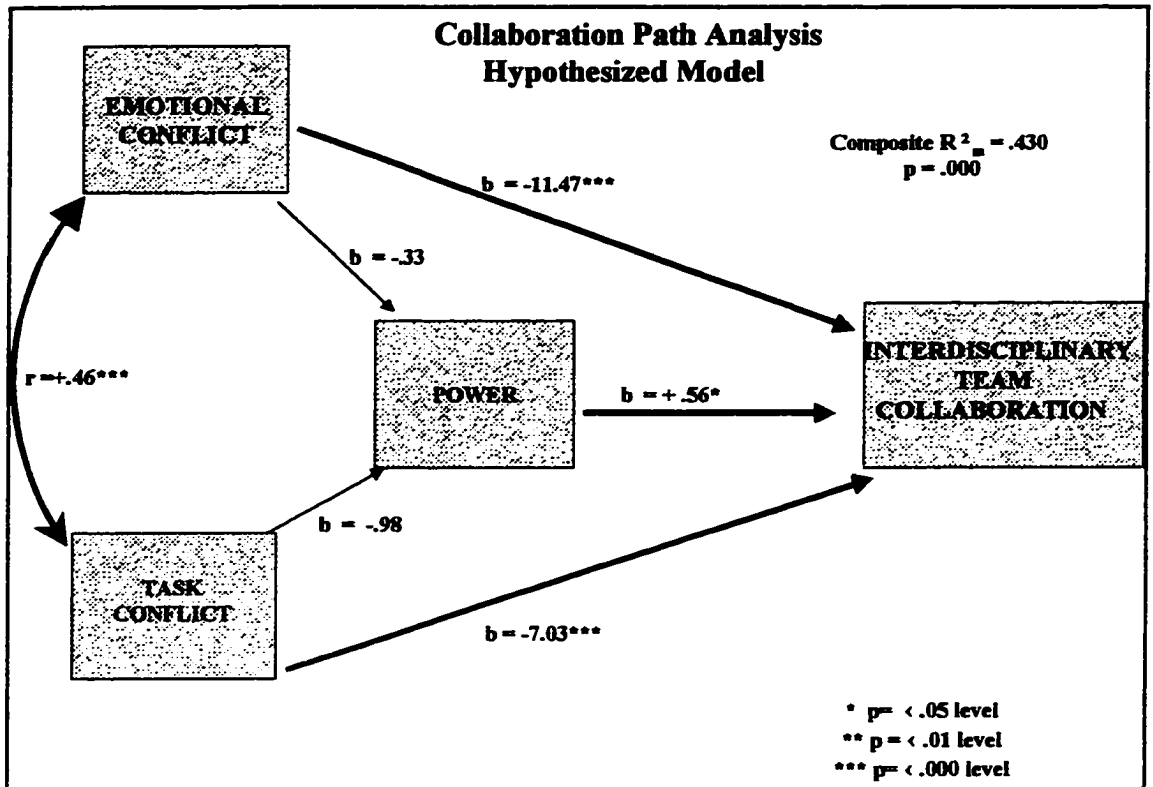 Collaboration Path Analysis
Hypothesized Model
EMOTIONAL
CONFLICT
Composite R²m = .430
p = .000
b = -11.47***
b = -.33
r =+.46***
POWER
b = + .56*
INTERDISCIPLINARY
TEAM
COLLABORATION
b = -.98
TASK
CONFLICT
b = -7.03***
* p= < .05 level
** p = < .01 level
*** p= < .000 level